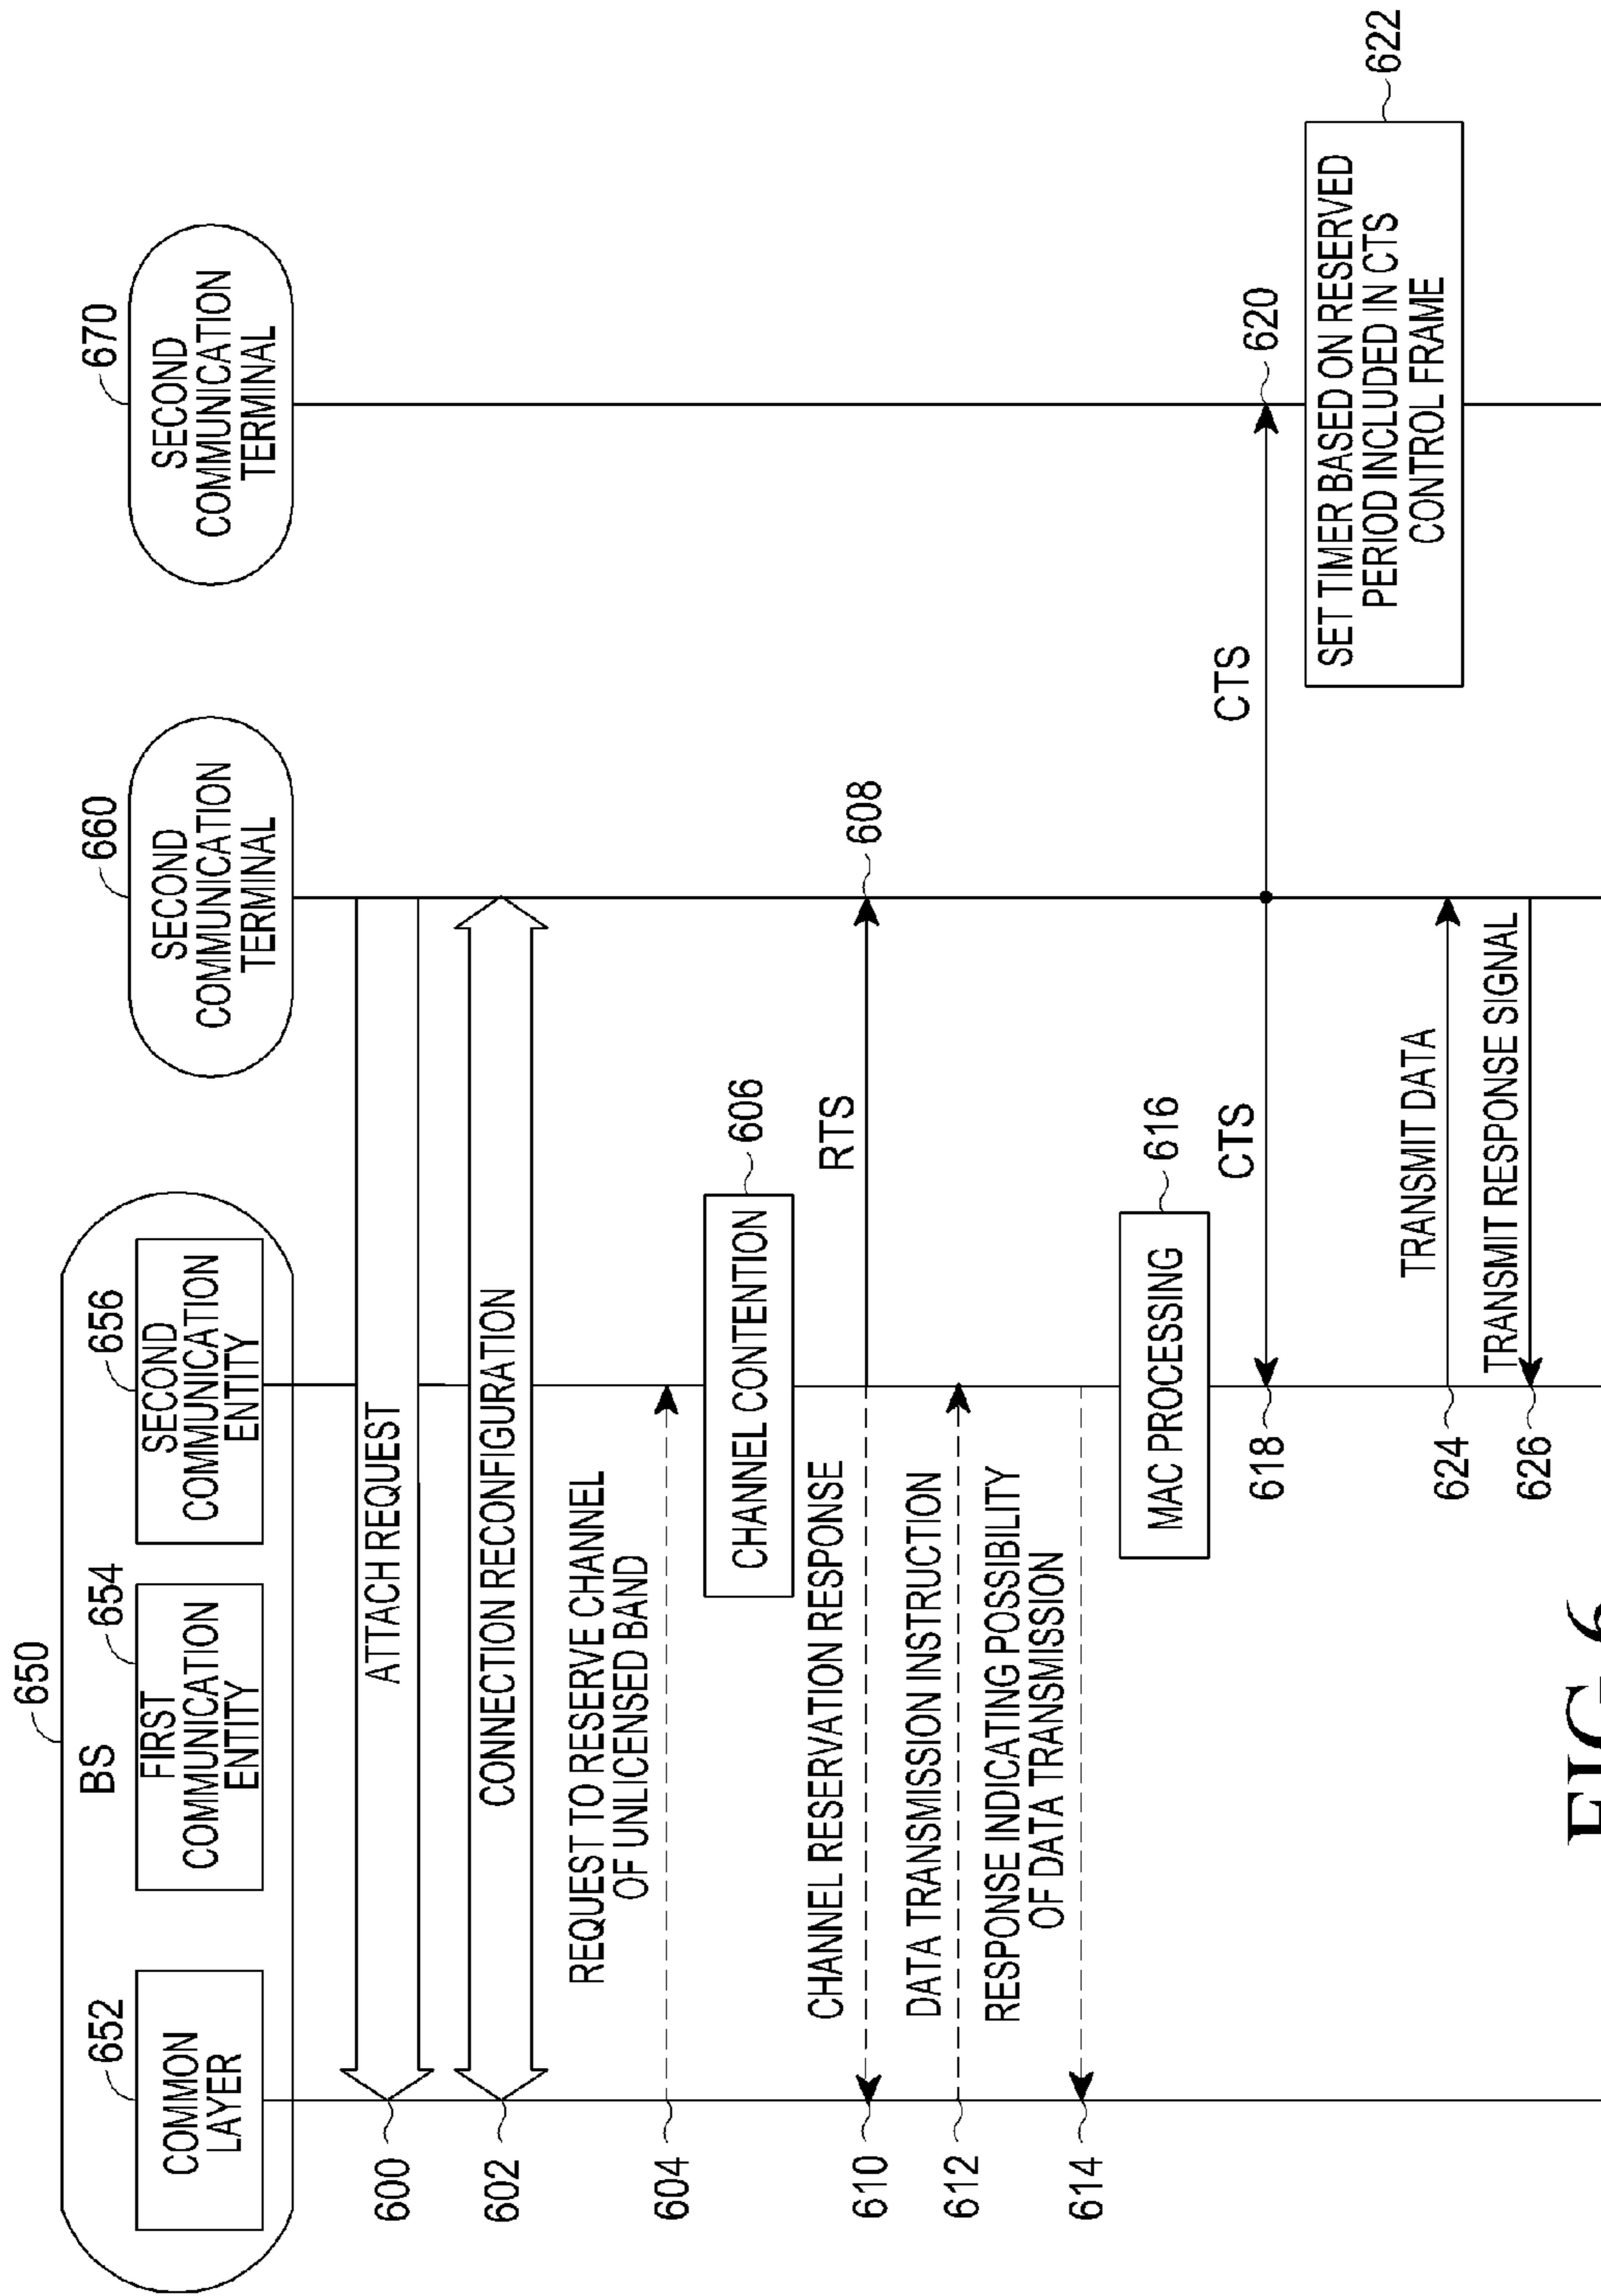 650
BS
652
COMMON
LAYER
654
FIRST
COMMUNICATION
ENTITY
656
SECOND
COMMUNICATION
ENTITY
660
SECOND
COMMUNICATION
TERMINAL
670
SECOND
COMMUNICATION
TERMINAL
600
ATTACH REQUEST
602
CONNECTION RECONFIGURATION
604
REQUEST TO RESERVE CHANNEL
OF UNLICENSED BAND
CHANNEL CONTENTION
606
RTS
608
610
CHANNEL RESERVATION RESPONSE
612
DATA TRANSMISSION INSTRUCTION
614
RESPONSE INDICATING POSSIBILITY
OF DATA TRANSMISSION
MAC PROCESSING
616
618
CTS
CTS
620
SET TIMER BASED ON RESERVED
PERIOD INCLUDED IN CTS
CONTROL FRAME
622
624
TRANSMIT DATA
626
TRANSMIT RESPONSE SIGNAL
FIG.6